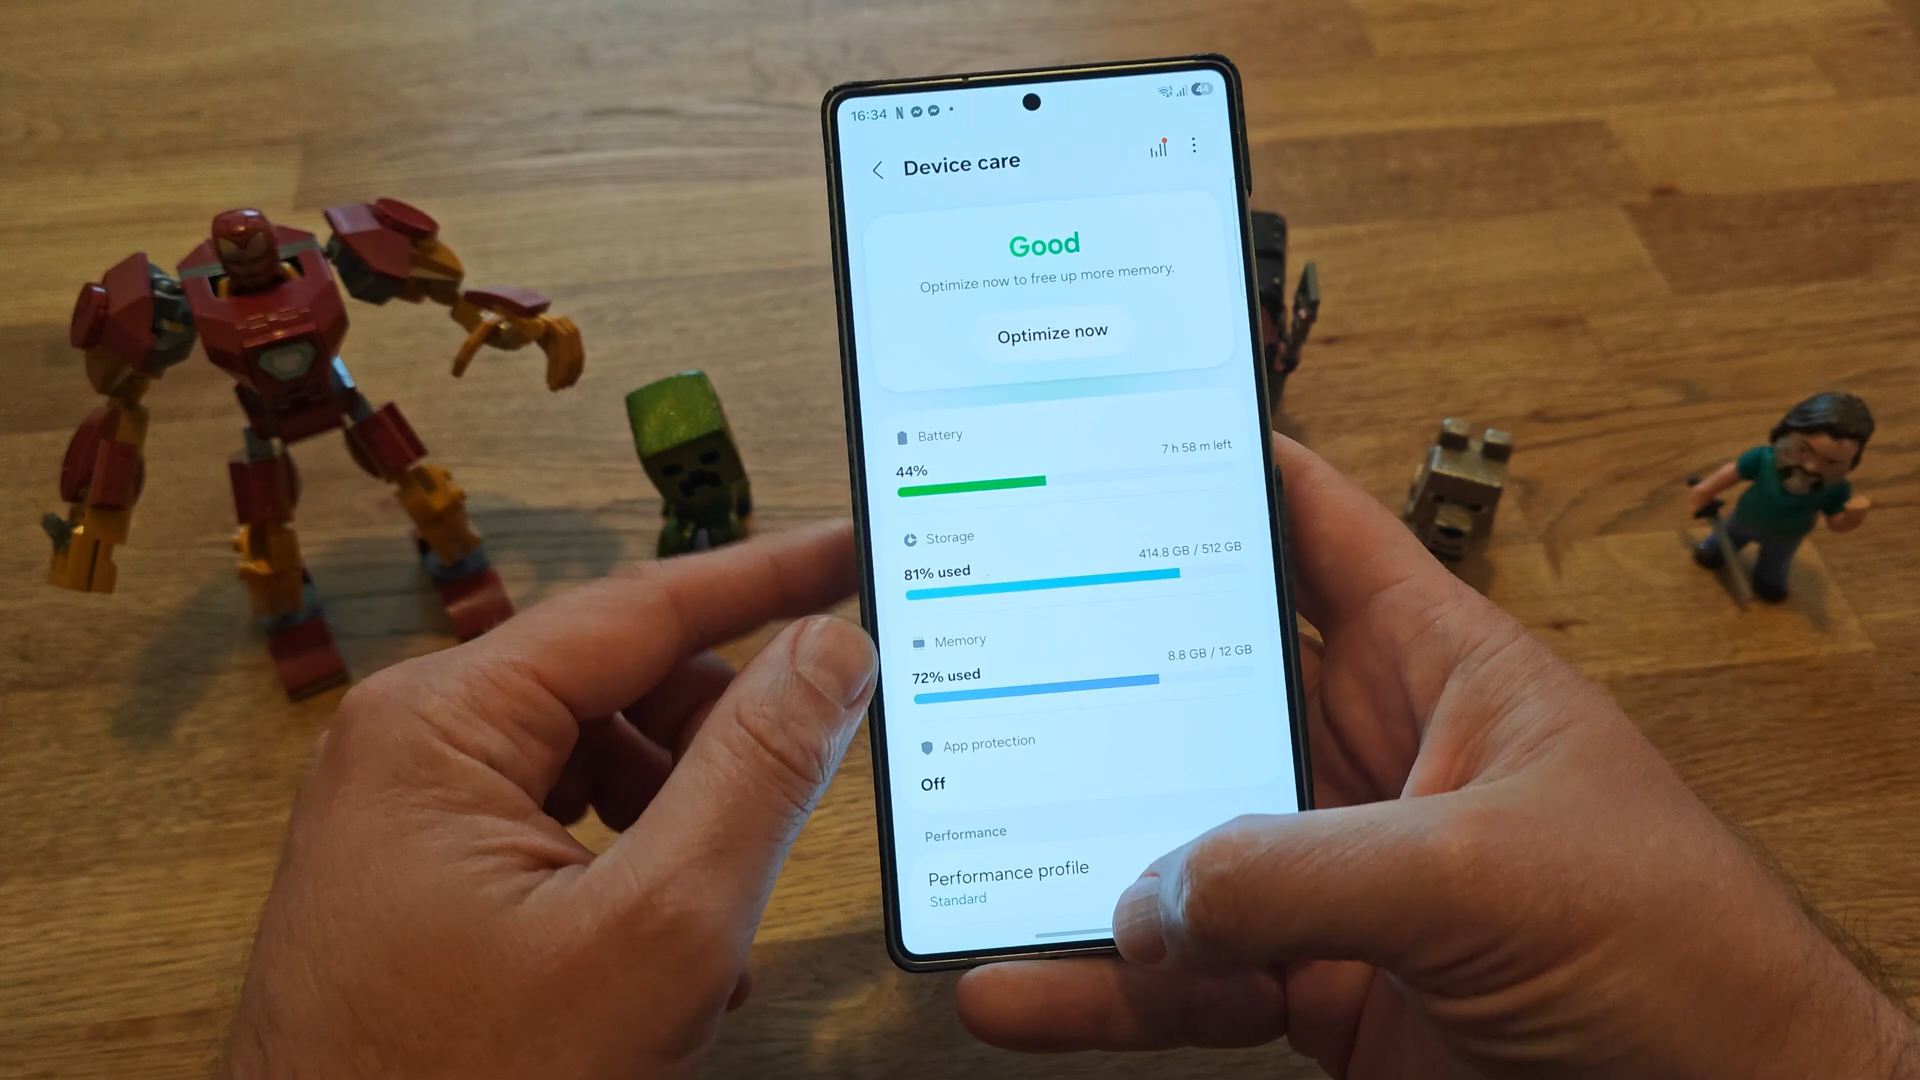 16:34
44
Device care
Good
Optimize now to free up more memory.
Optimize now
Battery
44%
7 h 58 m left
Storage
81% used
414.8 GB / 512 GB
Memory
72% used
8.8 GB / 12 GB
App protection
Off
Performance
Performance profile
Standard